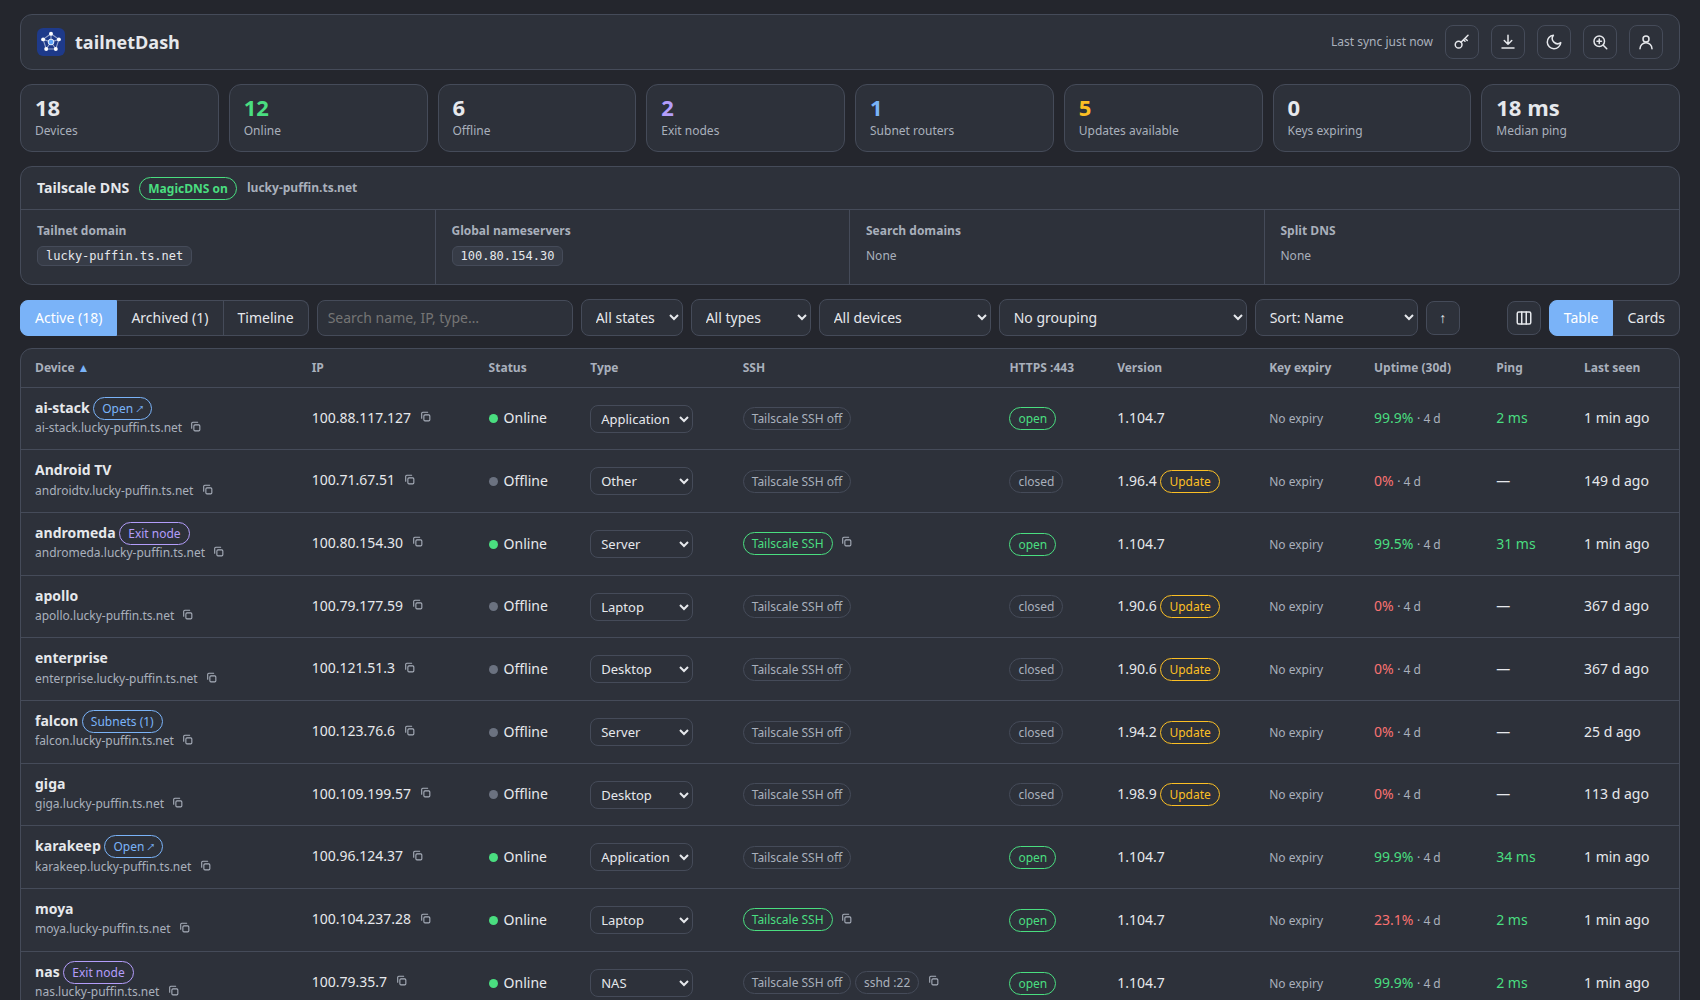 tailnetDash
Last sync just now
18
Devices
12
Online
6
Offline
2
Exit nodes
1
Subnet routers
5
Updates available
0
Keys expiring
18 ms
Median ping
Tailscale DNS MagicDNS on lucky-puffin.ts.net
Tailnet domain
lucky-puffin.ts.net
Global nameservers
100.80.154.30
Search domains
None
Split DNS
None
Active (18) Archived (1) Timeline Search name, IP, type... All states All types All devices No grouping Sort: Name ↑ Table Cards
Device ▲ IP Status Type SSH HTTPS :443 Version Key expiry Uptime (30d) Ping Last seen
ai-stack Open ↗ 100.88.117.127 Online Application Tailscale SSH off open 1.104.7 No expiry 99.9% · 4 d 2 ms 1 min ago
ai-stack.lucky-puffin.ts.net
Android TV 100.71.67.51 Offline Other Tailscale SSH off closed 1.96.4 Update No expiry 0% · 4 d — 149 d ago
androidtv.lucky-puffin.ts.net
andromeda Exit node 100.80.154.30 Online Server Tailscale SSH open 1.104.7 No expiry 99.5% · 4 d 31 ms 1 min ago
andromeda.lucky-puffin.ts.net
apollo 100.79.177.59 Offline Laptop Tailscale SSH off closed 1.90.6 Update No expiry 0% · 4 d — 367 d ago
apollo.lucky-puffin.ts.net
enterprise 100.121.51.3 Offline Desktop Tailscale SSH off closed 1.90.6 Update No expiry 0% · 4 d — 367 d ago
enterprise.lucky-puffin.ts.net
falcon Subnets (1) 100.123.76.6 Offline Server Tailscale SSH off closed 1.94.2 Update No expiry 0% · 4 d — 25 d ago
falcon.lucky-puffin.ts.net
giga 100.109.199.57 Offline Desktop Tailscale SSH off closed 1.98.9 Update No expiry 0% · 4 d — 113 d ago
giga.lucky-puffin.ts.net
karakeep Open ↗ 100.96.124.37 Online Application Tailscale SSH off open 1.104.7 No expiry 99.9% · 4 d 34 ms 1 min ago
karakeep.lucky-puffin.ts.net
moya 100.104.237.28 Online Laptop Tailscale SSH open 1.104.7 No expiry 23.1% · 4 d 2 ms 1 min ago
moya.lucky-puffin.ts.net
nas Exit node 100.79.35.7 Online NAS Tailscale SSH off sshd :22 open 1.104.7 No expiry 99.9% · 4 d 2 ms 1 min ago
nas.lucky-puffin.ts.net